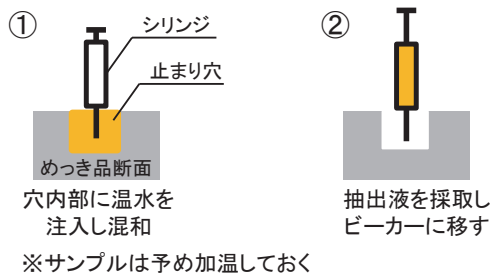 ①
シリンジ
止まり穴
めっき品断面
穴内部に温水を
注入し混和
②
抽出液を採取し
ビーカーに移す
※サンプルは予め加温しておく